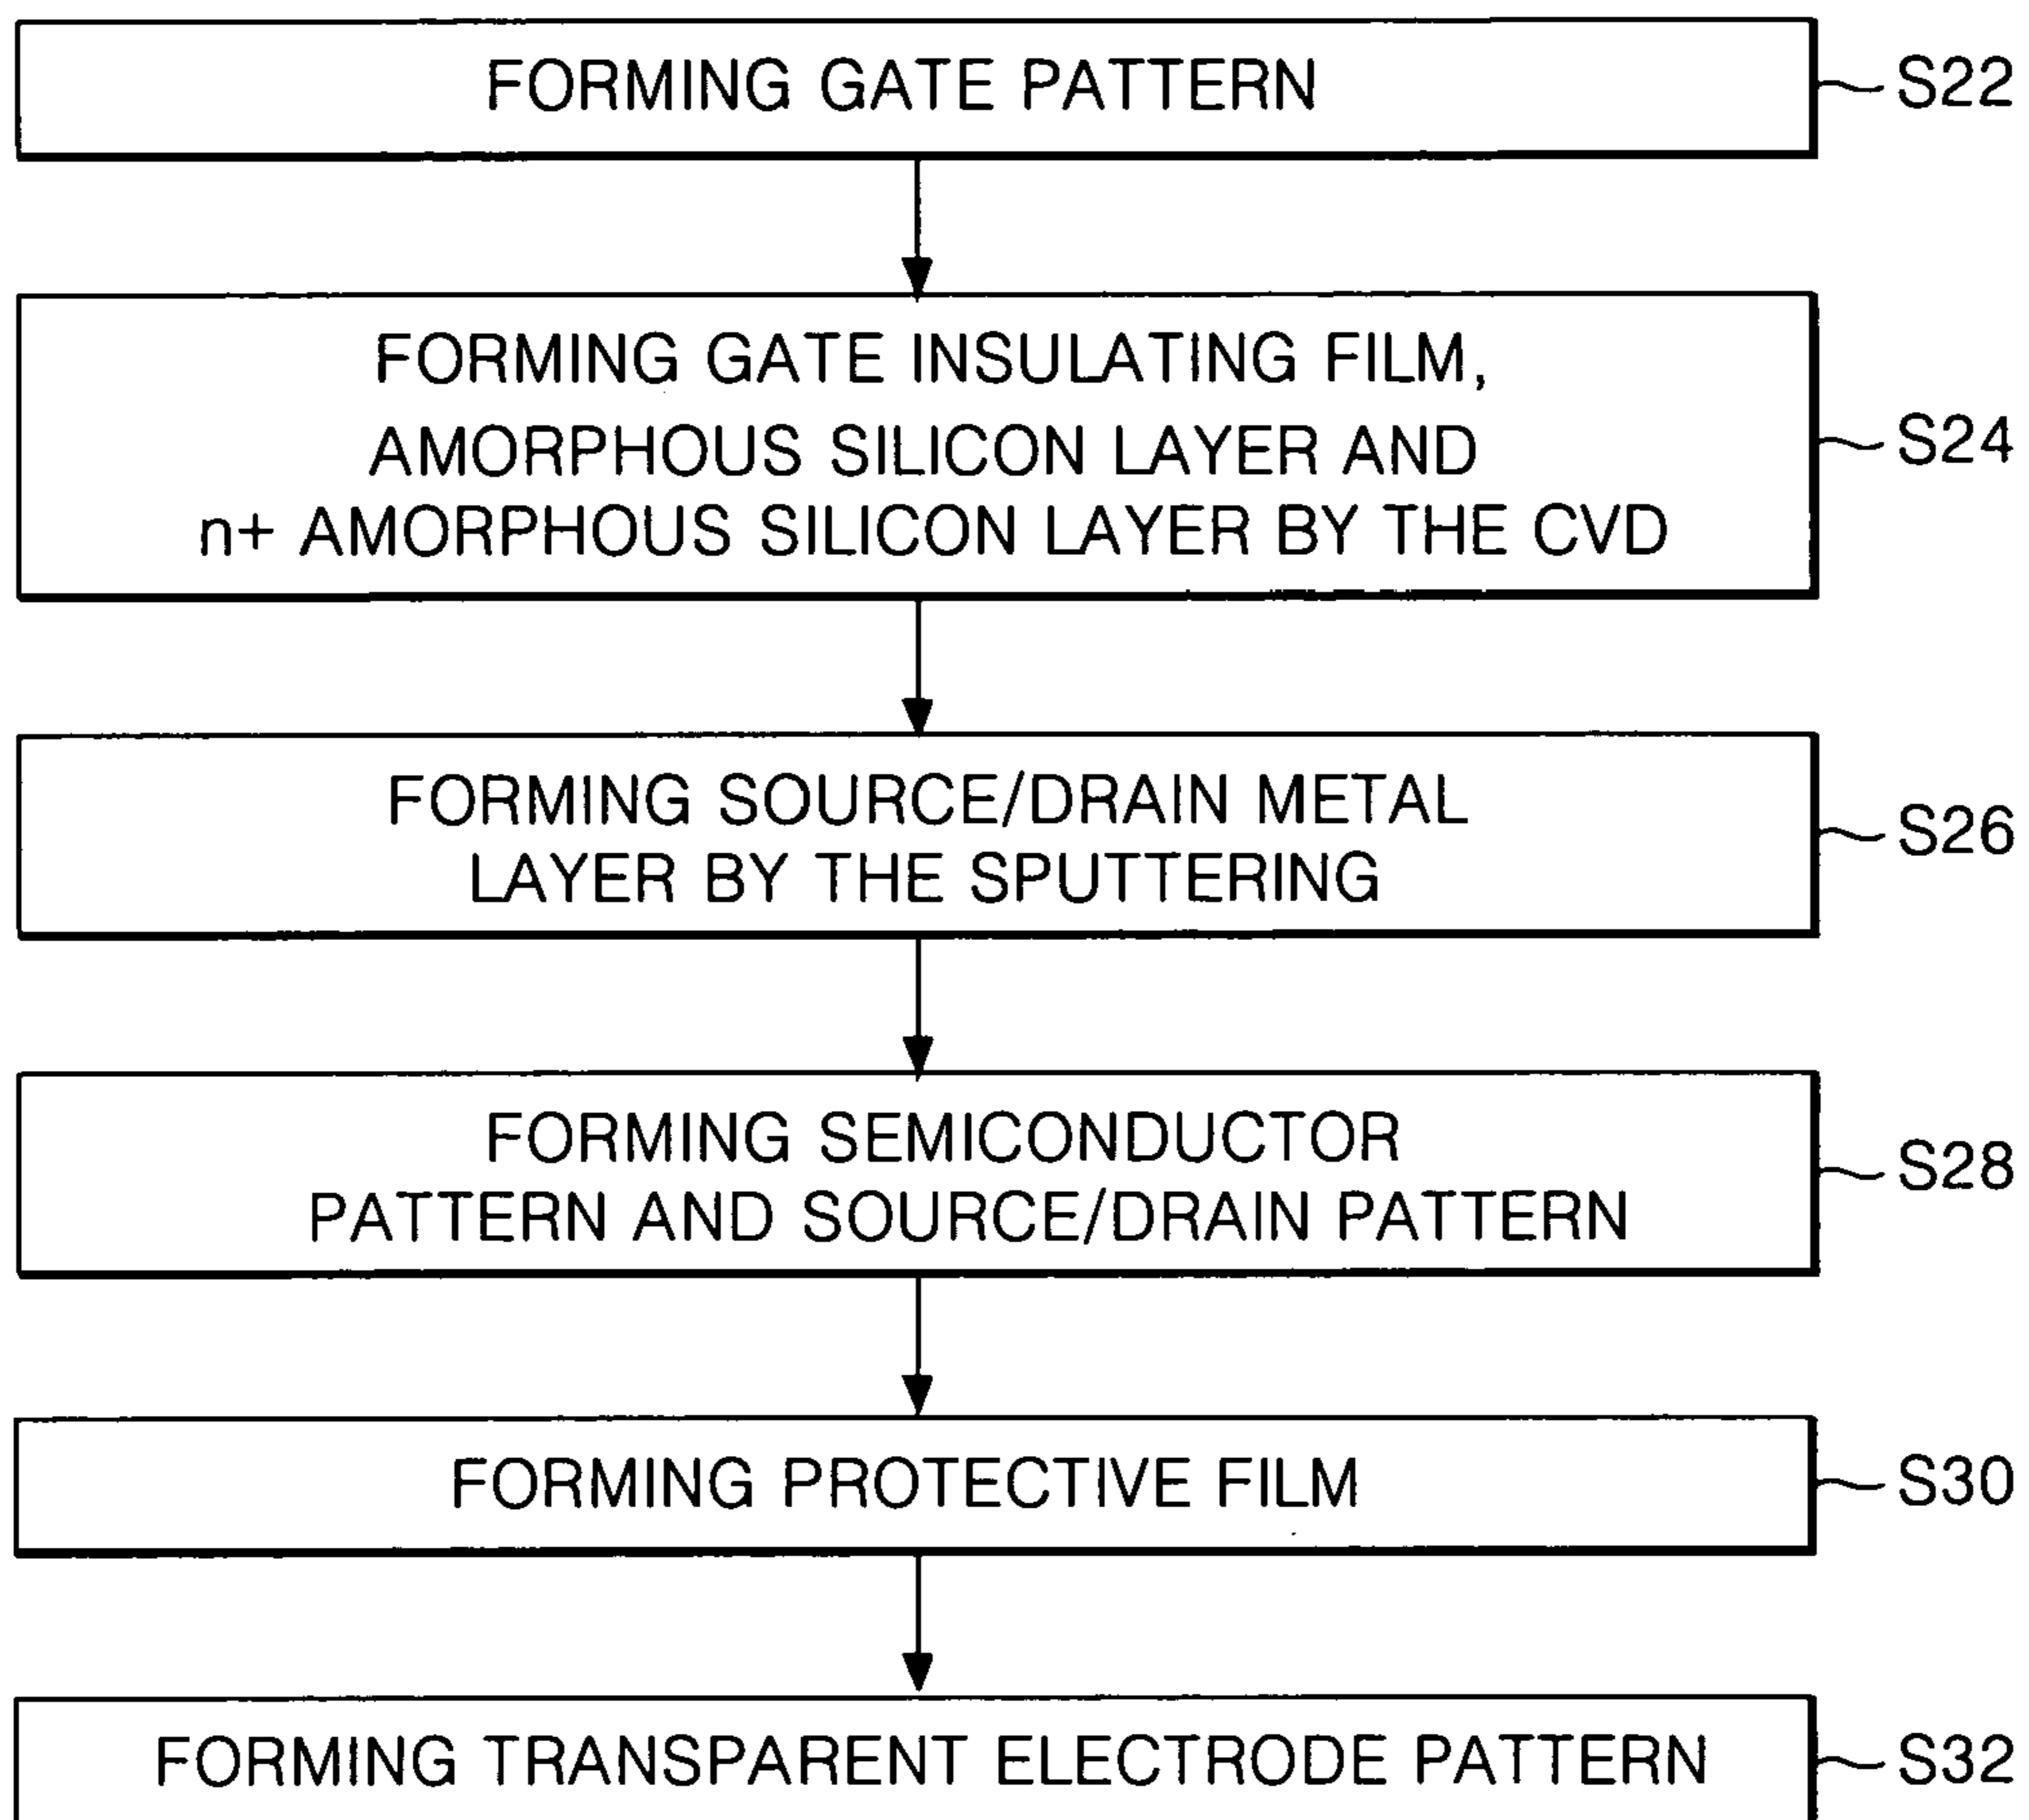 FORMING GATE PATTERN
S22
FORMING GATE INSULATING FILM,
AMORPHOUS SILICON LAYER AND
n+ AMORPHOUS SILICON LAYER BY THE CVD
S24
FORMING SOURCE/DRAIN METAL
LAYER BY THE SPUTTERING
S26
FORMING SEMICONDUCTOR
PATTERN AND SOURCE/DRAIN PATTERN
S28
FORMING PROTECTIVE FILM
S30
FORMING TRANSPARENT ELECTRODE PATTERN
S32